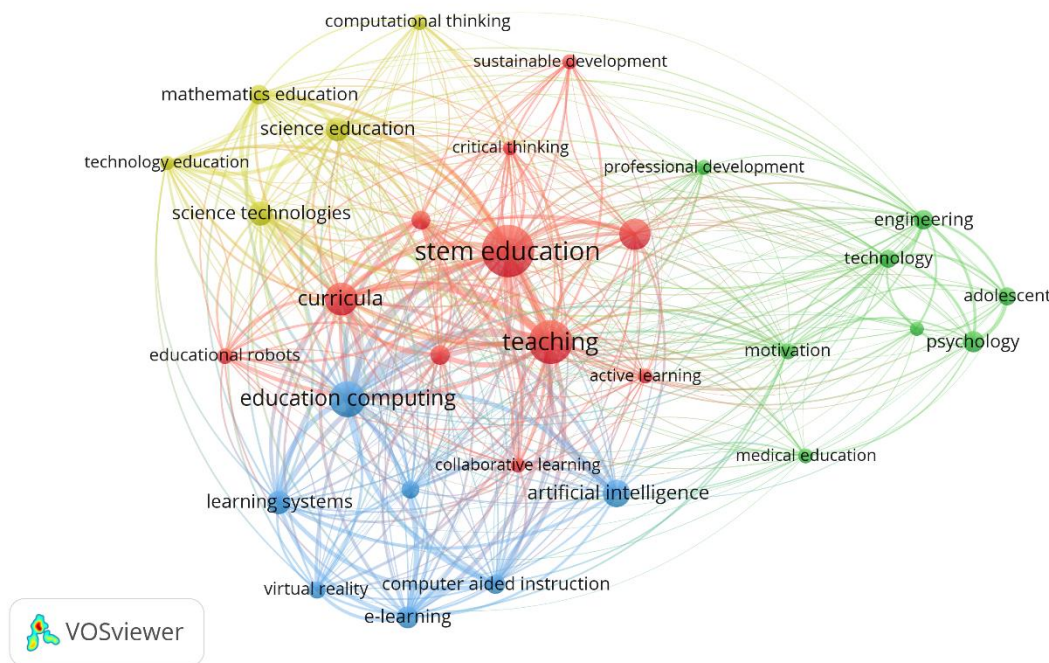 computational thinking
sustainable development
mathematics education
science education
critical thinking
technology education
professional development
science technologies
engineering
stem education
technology
curricula
adolescent
teaching
psychology
educational robots
motivation
active learning
education computing
medical education
collaborative learning
artificial intelligence
learning systems
computer aided instruction
virtual reality
e-learning
VOSviewer